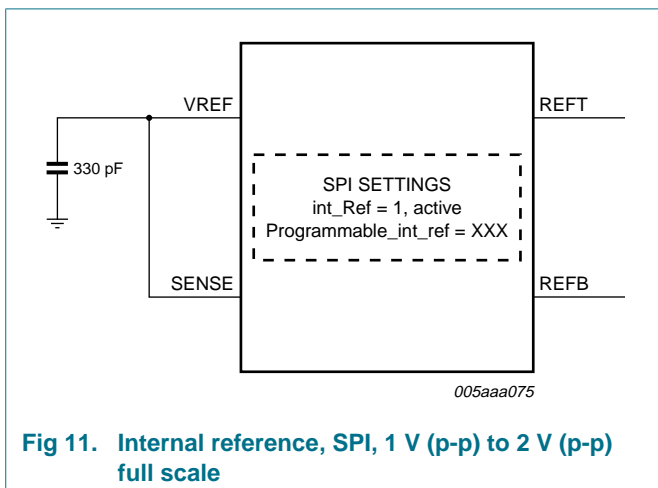 VREF
REFT
330 pF
SPI SETTINGS
int_Ref = 1, active
Programmable_int_ref = XXX
SENSE
REFB
005aaa075
Fig 11. Internal reference, SPI, 1 V (p-p) to 2 V (p-p)
full scale